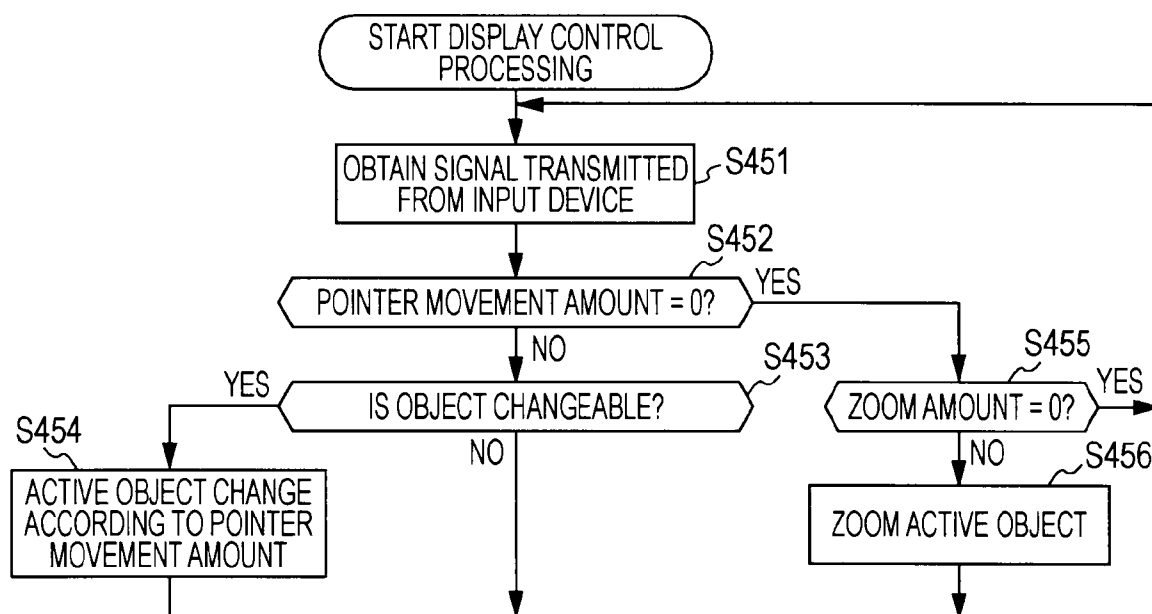 START DISPLAY CONTROL
PROCESSING
OBTAIN SIGNAL TRANSMITTED
FROM INPUT DEVICE
S451
S452
POINTER MOVEMENT AMOUNT = 0?
YES
NO
S453
IS OBJECT CHANGEABLE?
YES
NO
S454
ACTIVE OBJECT CHANGE
ACCORDING TO POINTER
MOVEMENT AMOUNT
S455
ZOOM AMOUNT = 0?
YES
NO
S456
ZOOM ACTIVE OBJECT